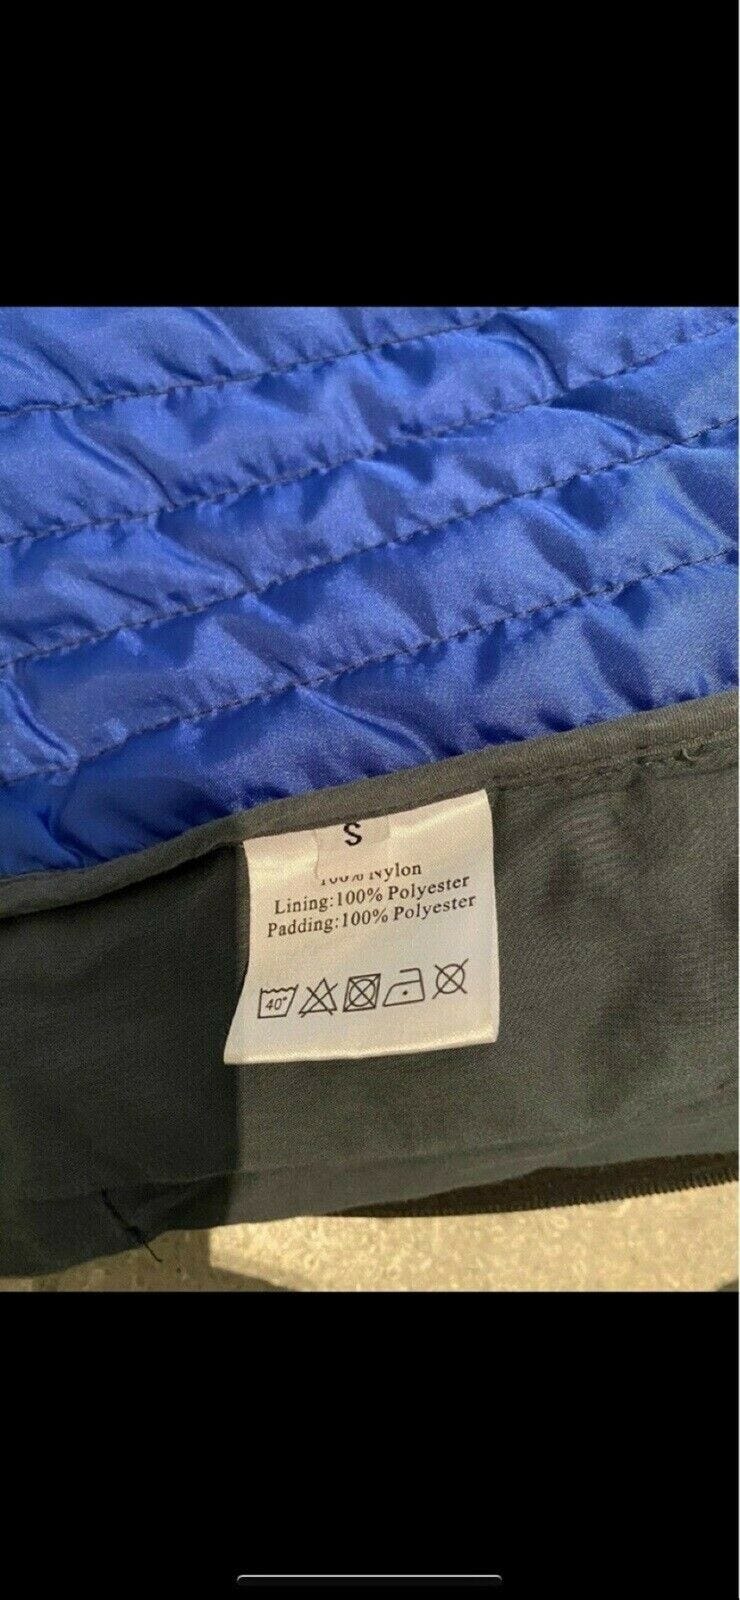 S
100% Nylon
Lining:100% Polyester
Padding:100% Polyester
40°